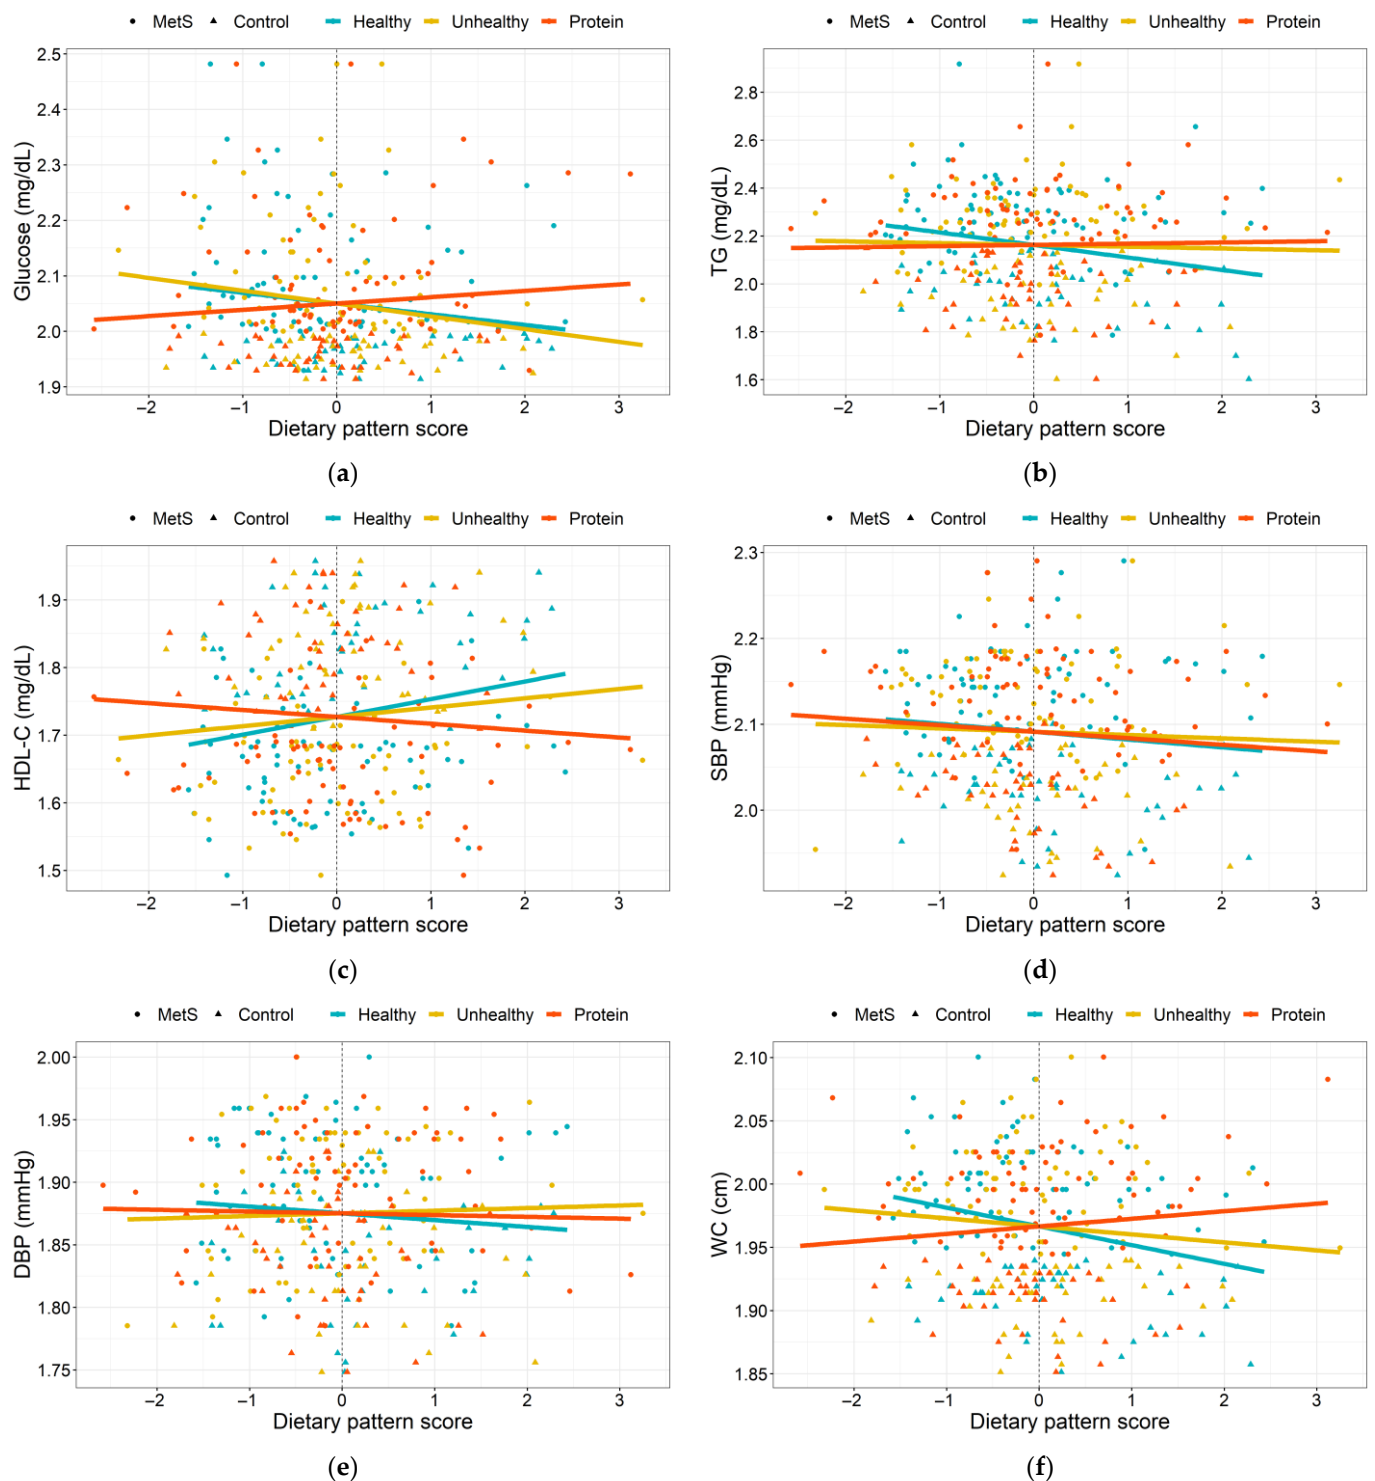 MetS Control Healthy Unhealthy Protein
MetS Control Healthy Unhealthy Protein
Glucose (mg/dL)
2.5
2.4
2.3
2.2
2.1
2.0
1.9
−2 −1 0 1 2 3
Dietary pattern score
(a)
TG (mg/dL)
2.8
2.6
2.4
2.2
2.0
1.8
1.6
−2 −1 0 1 2 3
Dietary pattern score
(b)
MetS Control Healthy Unhealthy Protein
MetS Control Healthy Unhealthy Protein
HDL-C (mg/dL)
1.9
1.8
1.7
1.6
1.5
−2 −1 0 1 2 3
Dietary pattern score
(c)
SBP (mmHg)
2.3
2.2
2.1
2.0
−2 −1 0 1 2 3
Dietary pattern score
(d)
MetS Control Healthy Unhealthy Protein
MetS Control Healthy Unhealthy Protein
DBP (mmHg)
2.00
1.95
1.90
1.85
1.80
1.75
−2 −1 0 1 2 3
Dietary pattern score
(e)
WC (cm)
2.10
2.05
2.00
1.95
1.90
1.85
−2 −1 0 1 2 3
Dietary pattern score
(f)